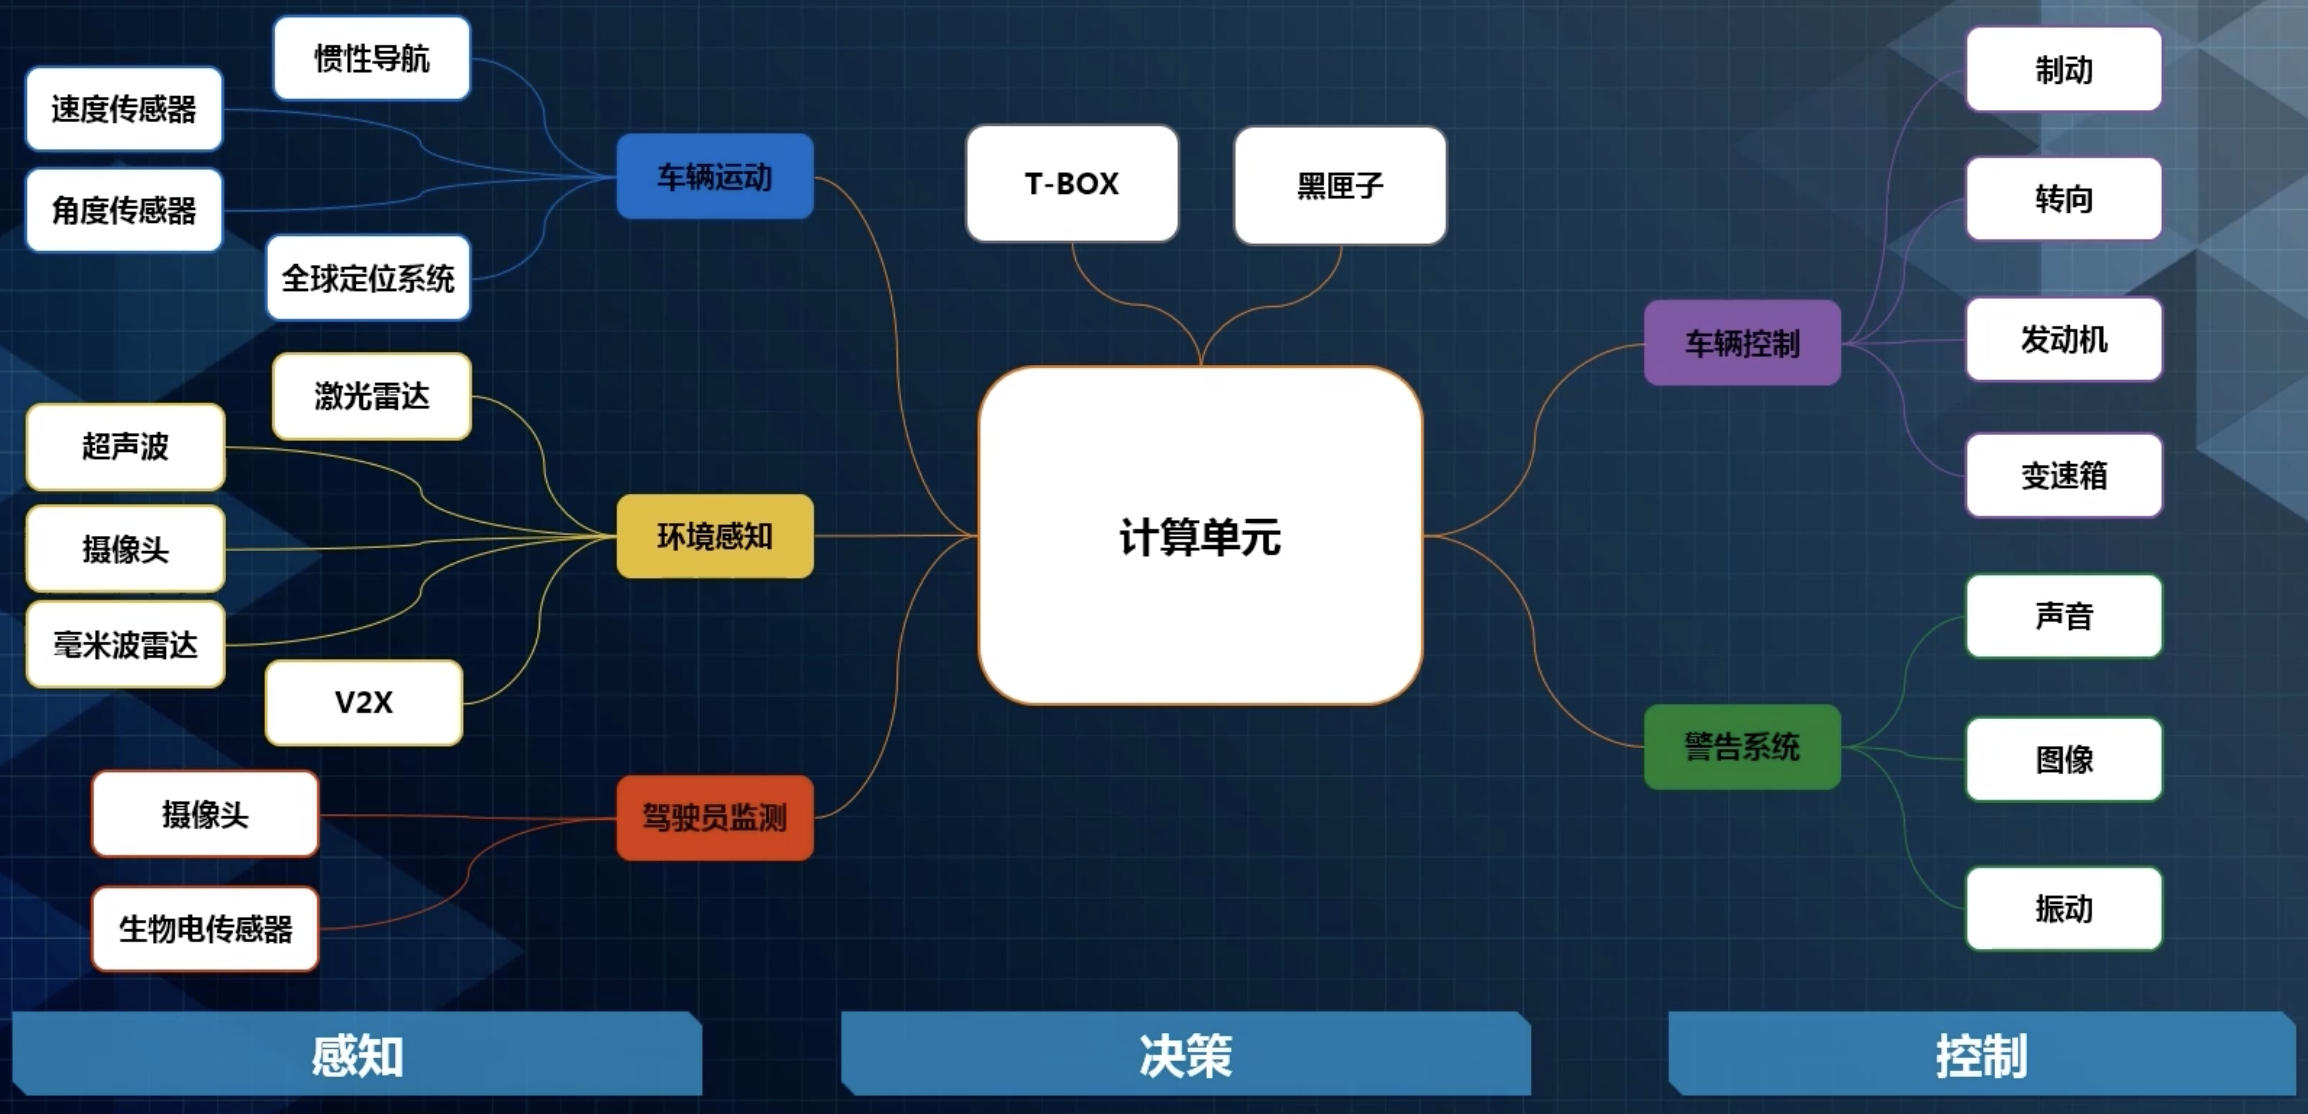 惯性导航
速度传感器
角度传感器
全球定位系统
车辆运动
激光雷达
超声波
摄像头
毫米波雷达
V2X
环境感知
摄像头
生物电传感器
驾驶员监测
T-BOX
黑匣子
计算单元
车辆控制
制动
转向
发动机
变速箱
警告系统
声音
图像
振动
感知
决策
控制